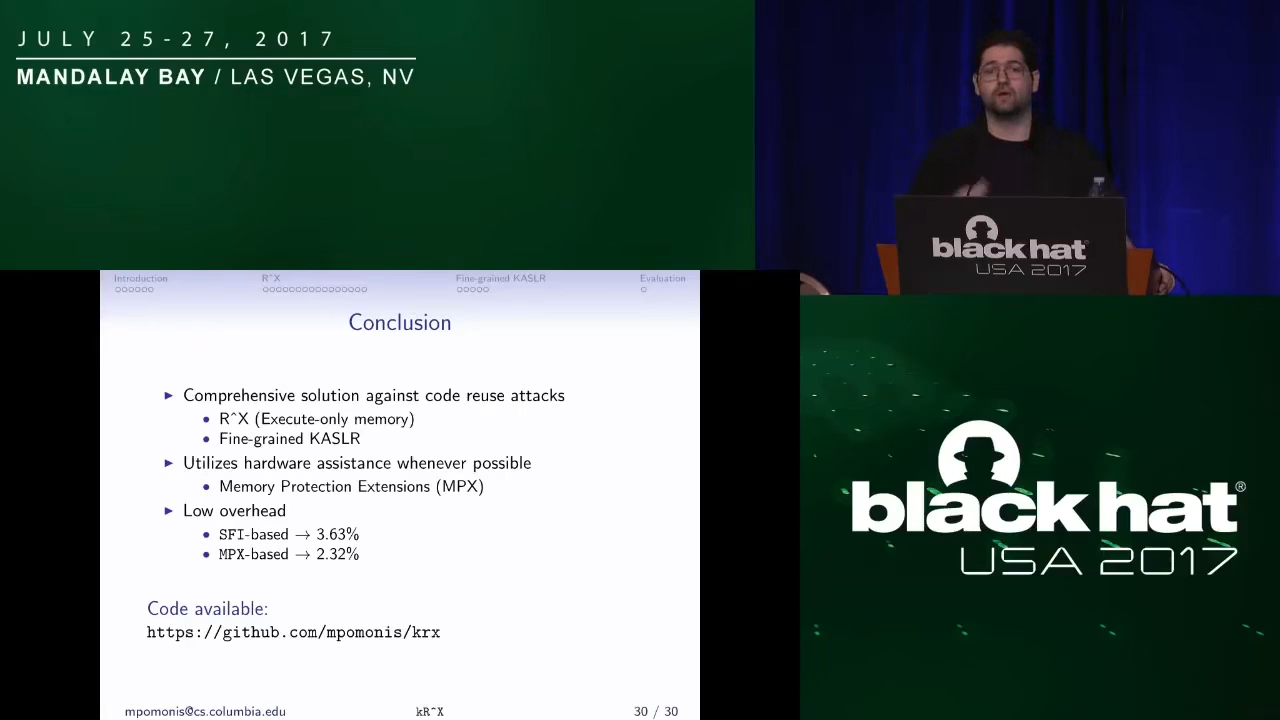 JULY 25-27, 2017
MANDALAY BAY / LAS VEGAS, NV
black hat
USA 2017
Introduction R^X Fine-grained KASLR Evaluation
Conclusion
Comprehensive solution against code reuse attacks
R^X (Execute-only memory)
Fine-grained KASLR
Utilizes hardware assistance whenever possible
Memory Protection Extensions (MPX)
Low overhead
SFI-based → 3.63%
MPX-based → 2.32%
Code available:
https://github.com/mpomonis/krx
mpomonis@cs.columbia.edu kR^X 30 / 30
black hat®
USA 2017